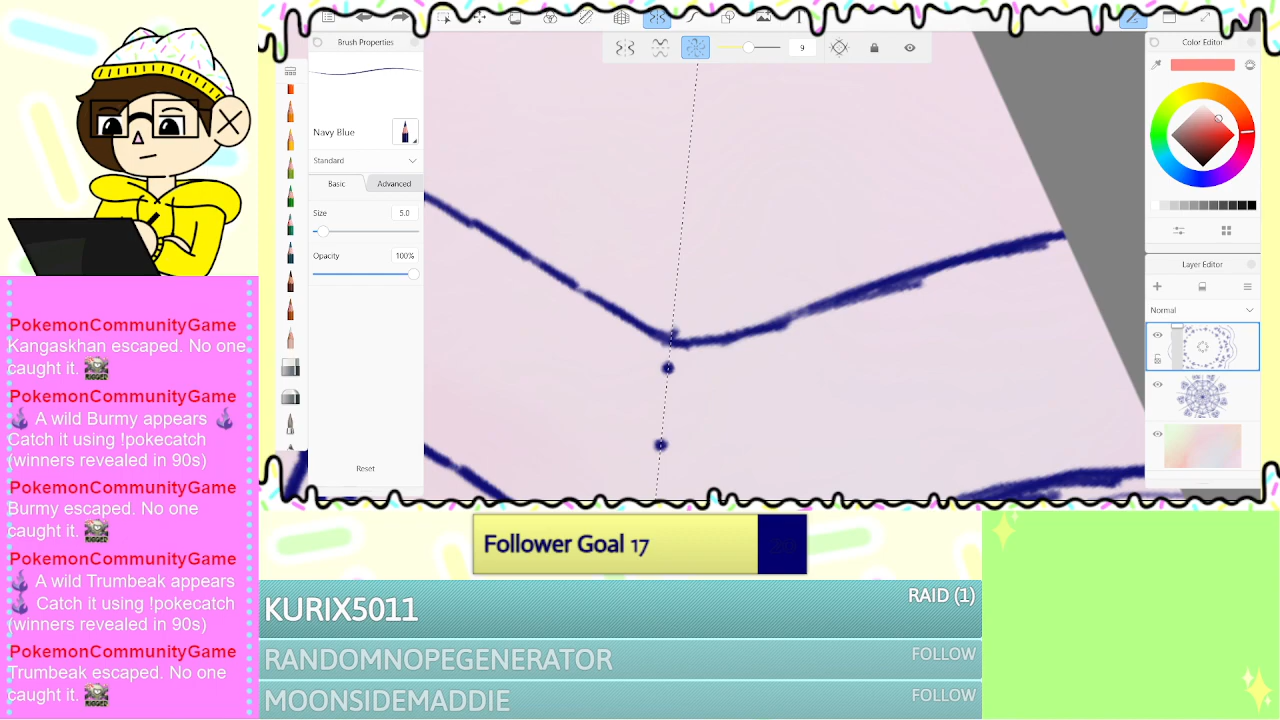 Brush Properties
9
Color Editor
Navy Blue
Standard
Basic
Advanced
Size
5.0
Opacity
100%
Reset
Layer Editor
Normal
PokemonCommunityGame
Kangaskhan escaped. No one
caught it.
PokemonCommunityGame
A wild Burmy appears
Catch it using !pokecatch
(winners revealed in 90s)
PokemonCommunityGame
Burmy escaped. No one
caught it.
PokemonCommunityGame
A wild Trumbeak appears
Catch it using !pokecatch
(winners revealed in 90s)
PokemonCommunityGame
Trumbeak escaped. No one
caught it.
Follower Goal 17
KURIX5011
RAID (1)
RANDOMNOPEGENERATOR
FOLLOW
MOONSIDEMADDIE
FOLLOW